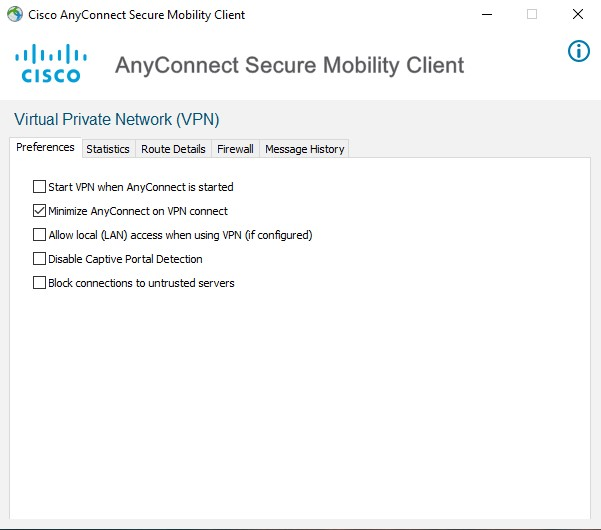 Cisco AnyConnect Secure Mobility Client
CISCO
AnyConnect Secure Mobility Client
Virtual Private Network (VPN)
Preferences Statistics Route Details Firewall Message History
Start VPN when AnyConnect is started
Minimize AnyConnect on VPN connect
Allow local (LAN) access when using VPN (if configured)
Disable Captive Portal Detection
Block connections to untrusted servers